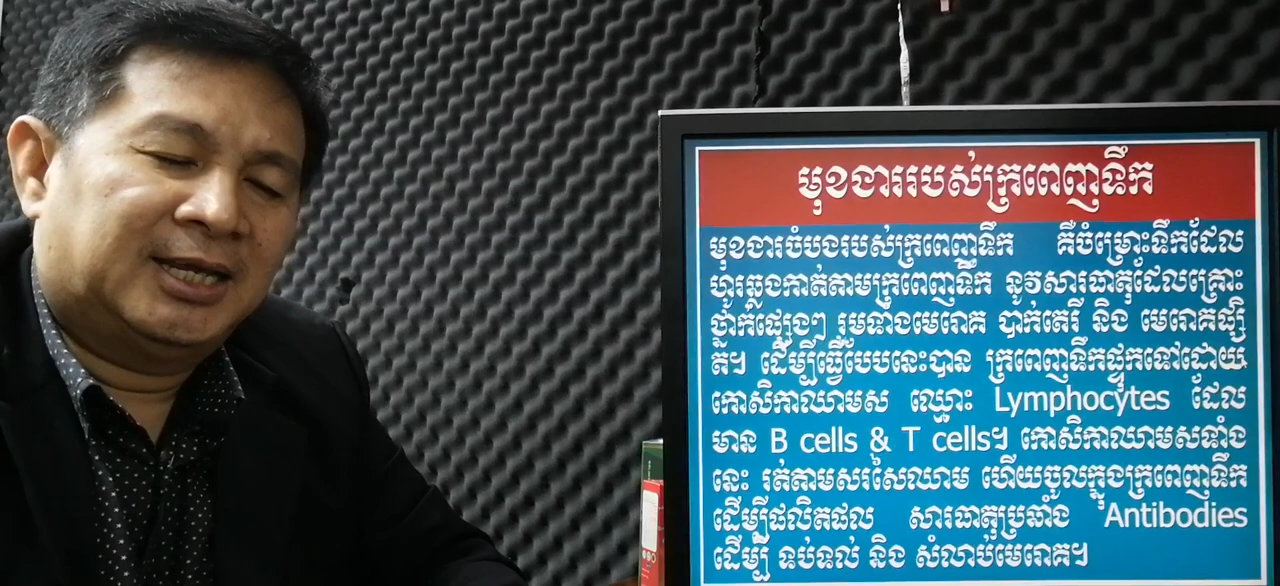 មុខងាររបស់ក្រពេញទឹក
មុខងារចំបងរបស់ក្រពេញទឹក គឺចំម្រោះទឹកដែល
ហូរឆ្លងកាត់តាមក្រពេញទឹក នូវសារធាតុដែលគ្រោះ
ថ្នាក់ផ្សេងៗ រួមទាំងមេរោគ បាក់តេរី និង មេរោគផ្សិ
ត។ ដើម្បីធ្វើបែបនេះបាន ក្រពេញទឹកផ្ទុកទៅដោយ
កោសិកាឈាមស ឈ្មោះ Lymphocytes ដែល
មាន B cells & T cells។ កោសិកាឈាមសទាំង
នេះ រត់តាមសរសៃឈាម ហើយចូលក្នុងក្រពេញទឹក
ដើម្បីផលិតផល សារធាតុប្រឆាំង Antibodies
ដើម្បី ទប់ទល់ និង សំលាប់មេរោគ។